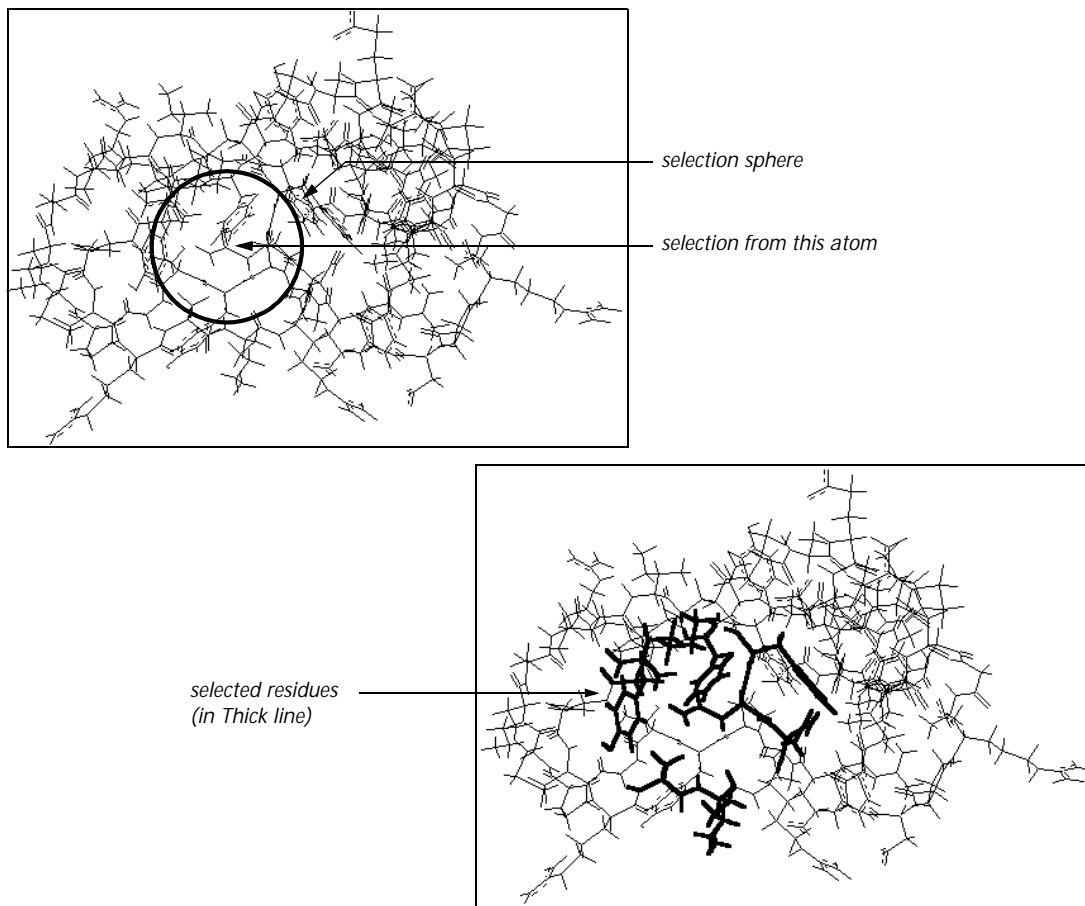 selection sphere
selection from this atom
selected residues
(in Thick line)